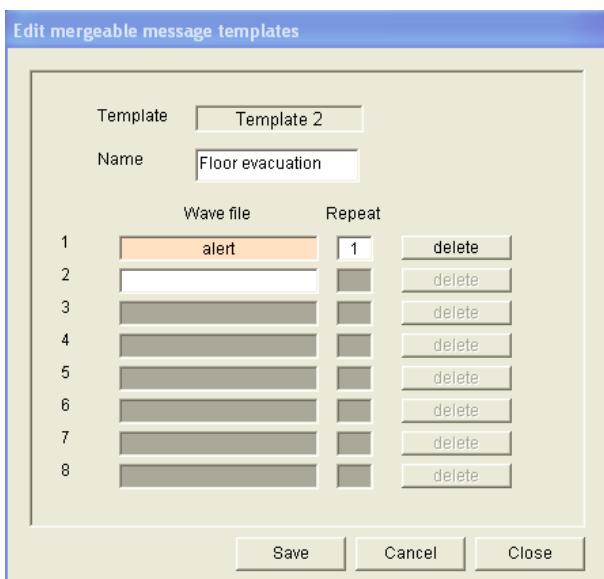 Edit mergeable message templates
Template Template 2
Name Floor evacuation
Wave file Repeat
1 alert 1 delete
2 delete
3 delete
4 delete
5 delete
6 delete
7 delete
8 delete
Save Cancel Close